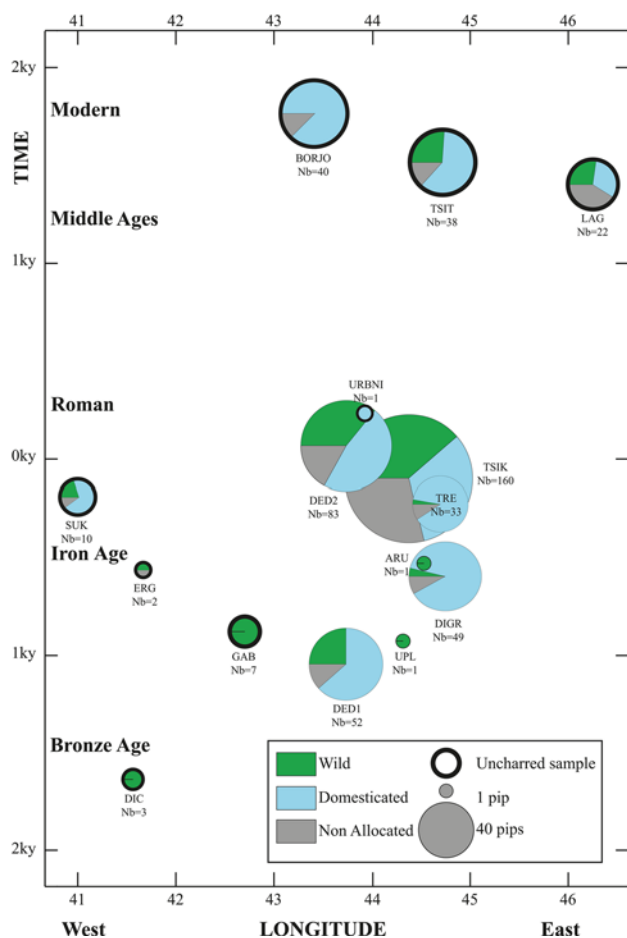 41 42 43 44 45 46
2ky
TIME
Modern
BORJO
Nb=40
TSIT
Nb=38
LAG
Nb=22
Middle Ages
1ky
URBNI
Nb=1
Roman
0ky
TSIK
Nb=160
DED2
Nb=83
TRE
Nb=33
SUK
Nb=10
Iron Age
ARU
Nb=1
ERG
Nb=2
DIGR
Nb=49
GAB
Nb=7
UPL
Nb=1
1ky
DED1
Nb=52
Bronze Age
DIC
Nb=3
Wild
Domesticated
Non Allocated
Uncharred sample
1 pip
40 pips
2ky
41 42 43 44 45 46
West LONGITUDE East